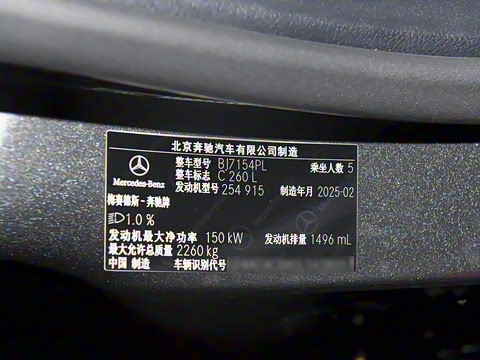 北京奔驰汽车有限公司制造
整车型号 BJ7154PL 乘坐人数 5
整车标志 C 260 L
Mercedes-Benz 发动机型号 254 915 制造年月 2025-02
梅赛德斯-奔驰牌
1.0 %
发动机最大净功率 150 kW 发动机排量 1496 mL
最大允许总质量 2260 kg
中国 制造 车辆识别代号